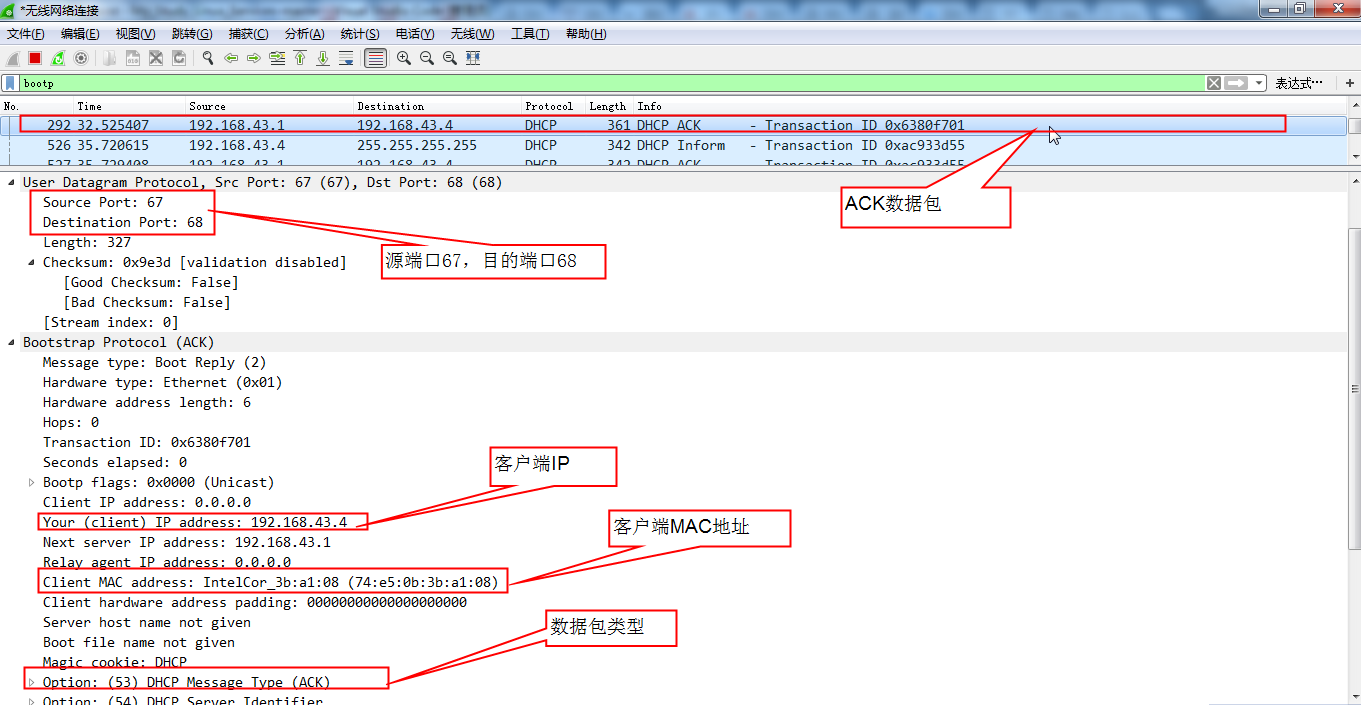 *无线网络连接
文件(F) 编辑(E) 视图(V) 跳转(G) 捕获(C) 分析(A) 统计(S) 电话(Y) 无线(W) 工具(T) 帮助(H)
bootp 表达式… +
No. Time Source Destination Protocol Length Info
292 32.525407 192.168.43.1 192.168.43.4 DHCP 361 DHCP ACK - Transaction ID 0x6380f701
526 35.720615 192.168.43.4 255.255.255.255 DHCP 342 DHCP Inform - Transaction ID 0xac933d55
527 35.729408 192.168.43.1 192.168.43.4 DHCP 342 DHCP ACK - Transaction ID 0xac933d55
User Datagram Protocol, Src Port: 67 (67), Dst Port: 68 (68)
Source Port: 67
ACK数据包
Destination Port: 68
Length: 327
源端口67，目的端口68
Checksum: 0x9e3d [validation disabled]
[Good Checksum: False]
[Bad Checksum: False]
[Stream index: 0]
Bootstrap Protocol (ACK)
Message type: Boot Reply (2)
Hardware type: Ethernet (0x01)
Hardware address length: 6
Hops: 0
Transaction ID: 0x6380f701
Seconds elapsed: 0
客户端IP
Bootp flags: 0x0000 (Unicast)
Client IP address: 0.0.0.0
Your (client) IP address: 192.168.43.4
客户端MAC地址
Next server IP address: 192.168.43.1
Relay agent IP address: 0.0.0.0
Client MAC address: IntelCor_3b:a1:08 (74:e5:0b:3b:a1:08)
Client hardware address padding: 00000000000000000000
Server host name not given
数据包类型
Boot file name not given
Magic cookie: DHCP
Option: (53) DHCP Message Type (ACK)
Option: (54) DHCP Server Identifier